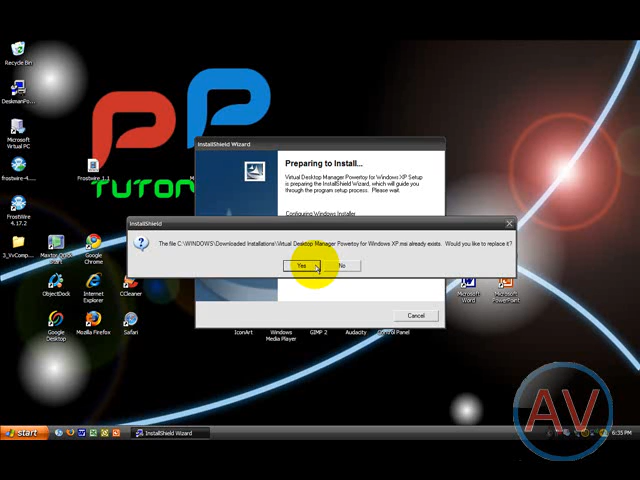 Recycle Bin
DeskmanPo...
Microsoft Virtual PC
frostwire-4....
Frostwire_1.1
FrostWire 4.17.2
PP
TUTOR
InstallShield Wizard
Preparing to Install...
Virtual Desktop Manager Powertoy for Windows XP Setup
is preparing the InstallShield Wizard, which will guide you
through the program setup process. Please wait.
Configuring Windows Installer
InstallShield
The file C:\WINDOWS\Downloaded Installations\Virtual Desktop Manager Powertoy for Windows XP.msi already exists. Would you like to replace it?
Yes
No
Cancel
3_VvComp...
Google Chrome
ObjectDock
Internet Explorer
CCleaner
Microsoft Word
Microsoft PowerPoint
Google Desktop
Mozilla Firefox
Safari
IconArt
Windows Media Player
GIMP 2
Audacity
Control Panel
AV
start
InstallShield Wizard
6:35 PM